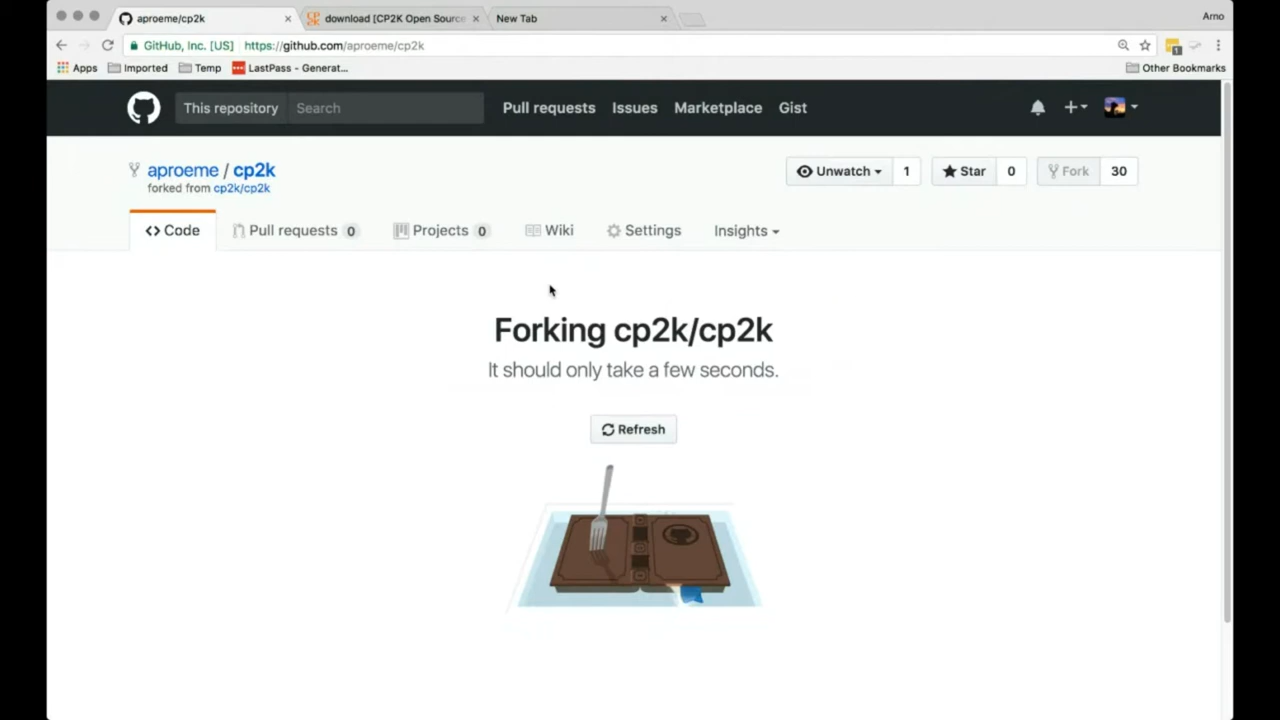 aproeme/cp2k
download [CP2K Open Source
New Tab
Arno
GitHub, Inc. [US] https://github.com/aproeme/cp2k
1
Apps Imported Temp LastPass - Generat...
Other Bookmarks
This repository Search
Pull requests Issues Marketplace Gist
aproeme / cp2k
forked from cp2k/cp2k
Unwatch 1 Star 0 Fork 30
Code Pull requests 0 Projects 0 Wiki Settings Insights
Forking cp2k/cp2k
It should only take a few seconds.
Refresh